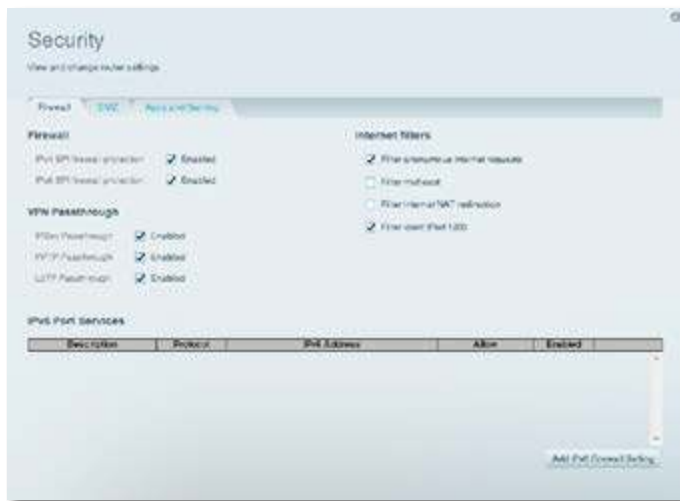 Security
View and change router settings
Firewall DMZ Apps and Gaming
Firewall
IPv6 SPI firewall protection Enabled
IPv4 SPI firewall protection Enabled
VPN Passthrough
IPSec Passthrough Enabled
PPTP Passthrough Enabled
L2TP Passthrough Enabled
Internet filters
Filter anonymous internet requests
Filter multicast
Filter internet NAT redirection
Filter ident (Port 113)
IPv6 Port Services
Description Protocol IPv6 Address Allow Enabled
Add IPv6 Firewall Setting